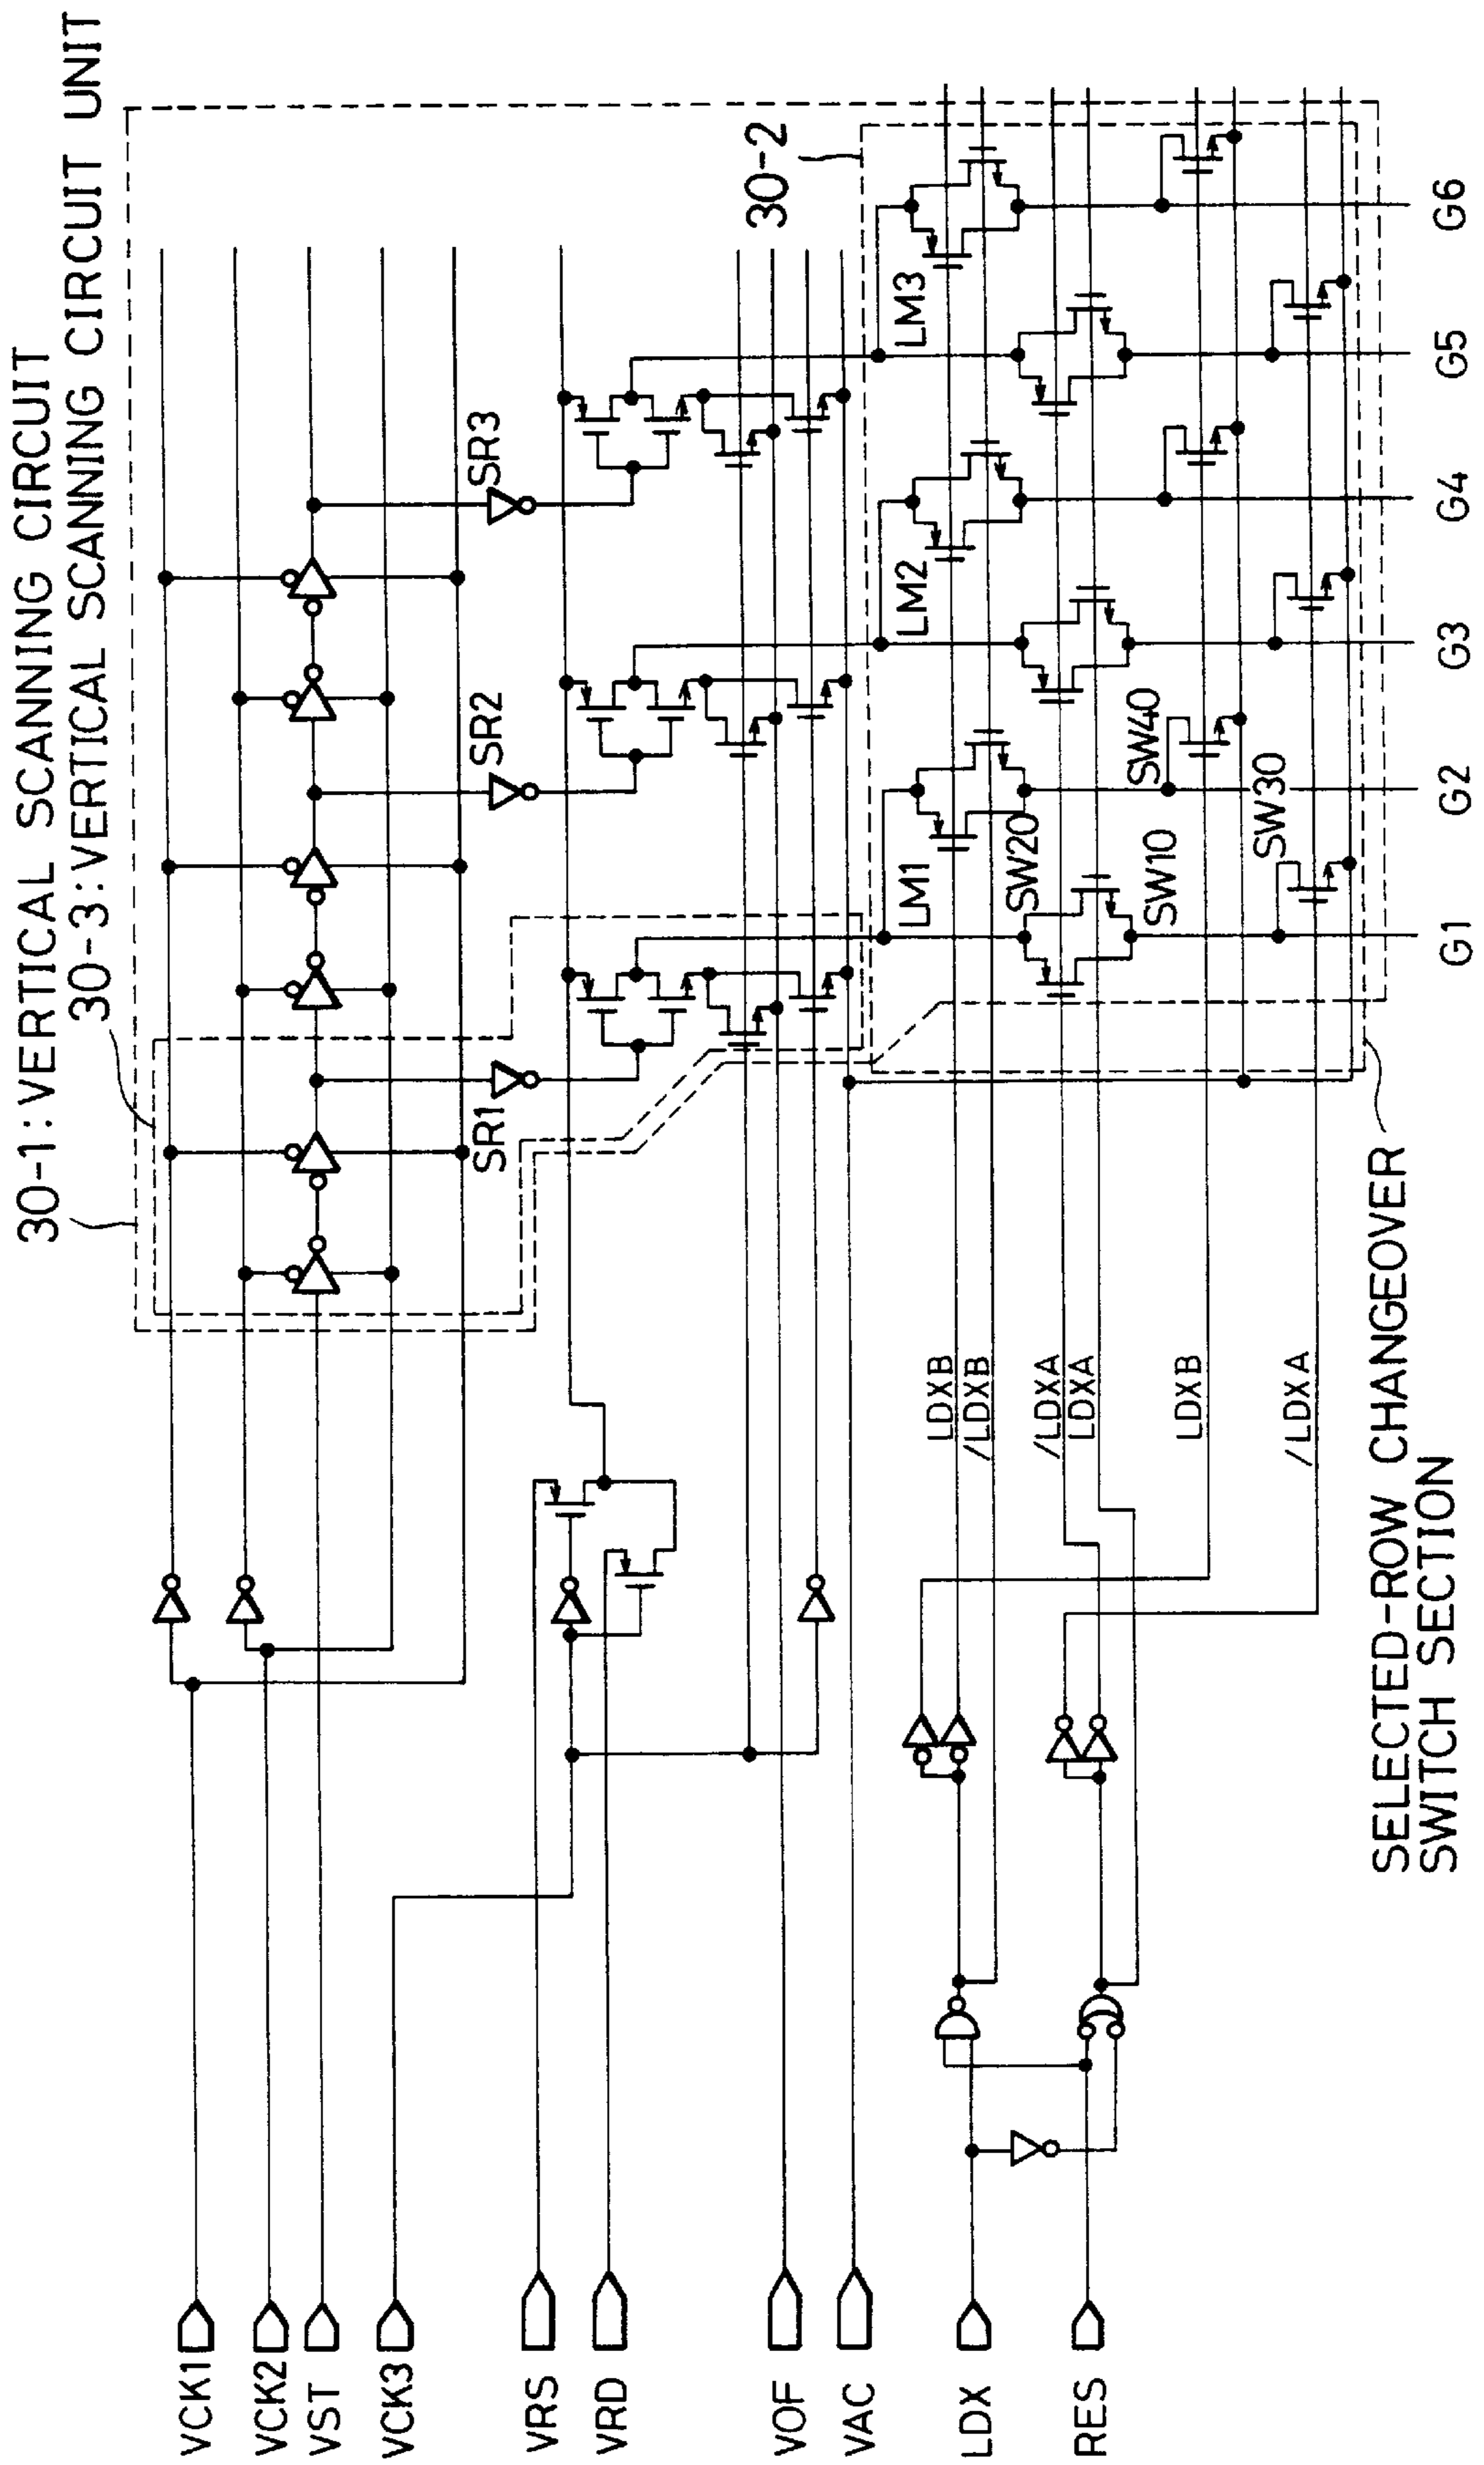 30-1: VERTICAL SCANNING CIRCUIT
30-3: VERTICAL SCANNING CIRCUIT UNIT
VCK1
VCK2
VST
VCK3
VRS
VRD
VOF
VAC
LDX
RES
SR1
SR2
SR3
30-2
LM1
LM2
LM3
SW20
SW10
SW40
SW30
LDXB
/LDXB
/LDXA
LDXA
LDXB
/LDXA
G1
G2
G3
G4
G5
G6
SELECTED-ROW CHANGEOVER
SWITCH SECTION